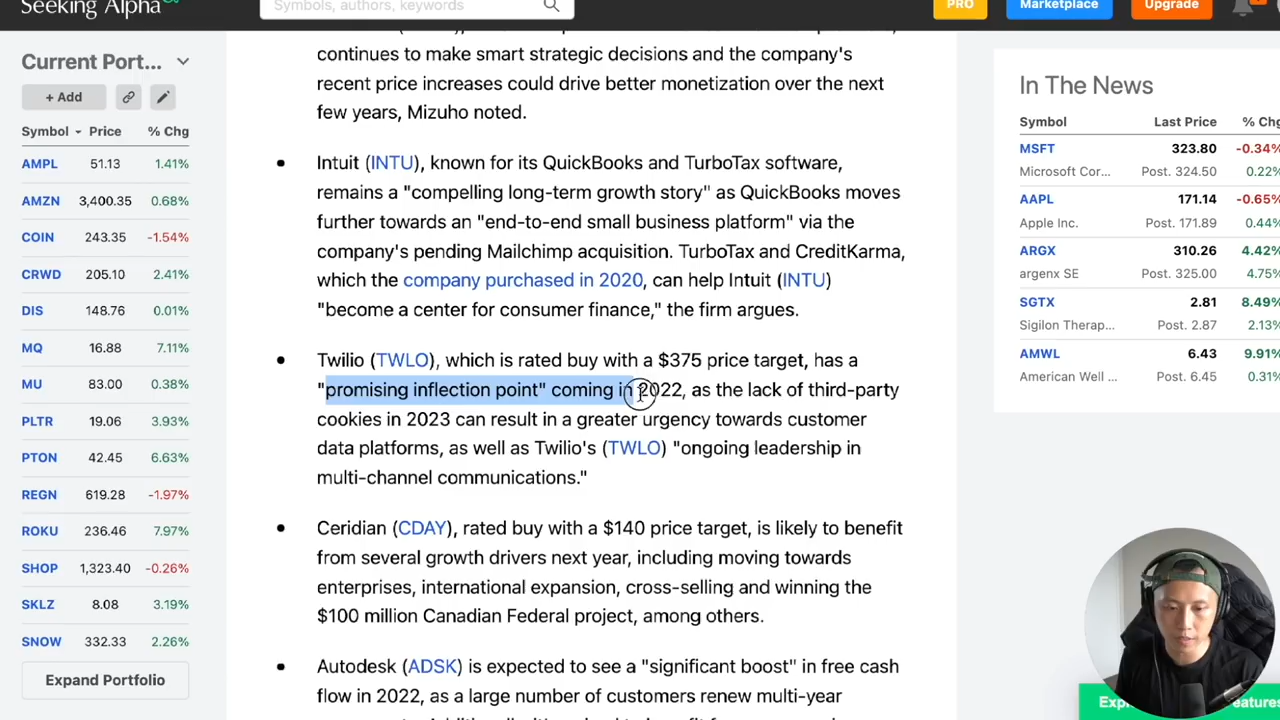 Seeking Alpha
Symbols, authors, keywords
PRO
Marketplace
Upgrade
Current Port...
+ Add
Symbol Price % Chg
AMPL 51.13 1.41%
AMZN 3,400.35 0.68%
COIN 243.35 -1.54%
CRWD 205.10 2.41%
DIS 148.76 0.01%
MQ 16.88 7.11%
MU 83.00 0.38%
PLTR 19.06 3.93%
PTON 42.45 6.63%
REGN 619.28 -1.97%
ROKU 236.46 7.97%
SHOP 1,323.40 -0.26%
SKLZ 8.08 3.19%
SNOW 332.33 2.26%
Expand Portfolio
continues to make smart strategic decisions and the company's
recent price increases could drive better monetization over the next
few years, Mizuho noted.
• Intuit (INTU), known for its QuickBooks and TurboTax software,
remains a "compelling long-term growth story" as QuickBooks moves
further towards an "end-to-end small business platform" via the
company's pending Mailchimp acquisition. TurboTax and CreditKarma,
which the company purchased in 2020, can help Intuit (INTU)
"become a center for consumer finance," the firm argues.
• Twilio (TWLO), which is rated buy with a $375 price target, has a
"promising inflection point" coming in 2022, as the lack of third-party
cookies in 2023 can result in a greater urgency towards customer
data platforms, as well as Twilio's (TWLO) "ongoing leadership in
multi-channel communications."
• Ceridian (CDAY), rated buy with a $140 price target, is likely to benefit
from several growth drivers next year, including moving towards
enterprises, international expansion, cross-selling and winning the
$100 million Canadian Federal project, among others.
• Autodesk (ADSK) is expected to see a "significant boost" in free cash
flow in 2022, as a large number of customers renew multi-year
In The News
Symbol Last Price % Chg
MSFT 323.80 -0.34%
Microsoft Cor... Post. 324.50 0.22%
AAPL 171.14 -0.65%
Apple Inc. Post. 171.89 0.44%
ARGX 310.26 4.42%
argenx SE Post. 325.00 4.75%
SGTX 2.81 8.49%
Sigilon Therap... Post. 2.87 2.13%
AMWL 6.43 9.91%
American Well ... Post. 6.45 0.31%